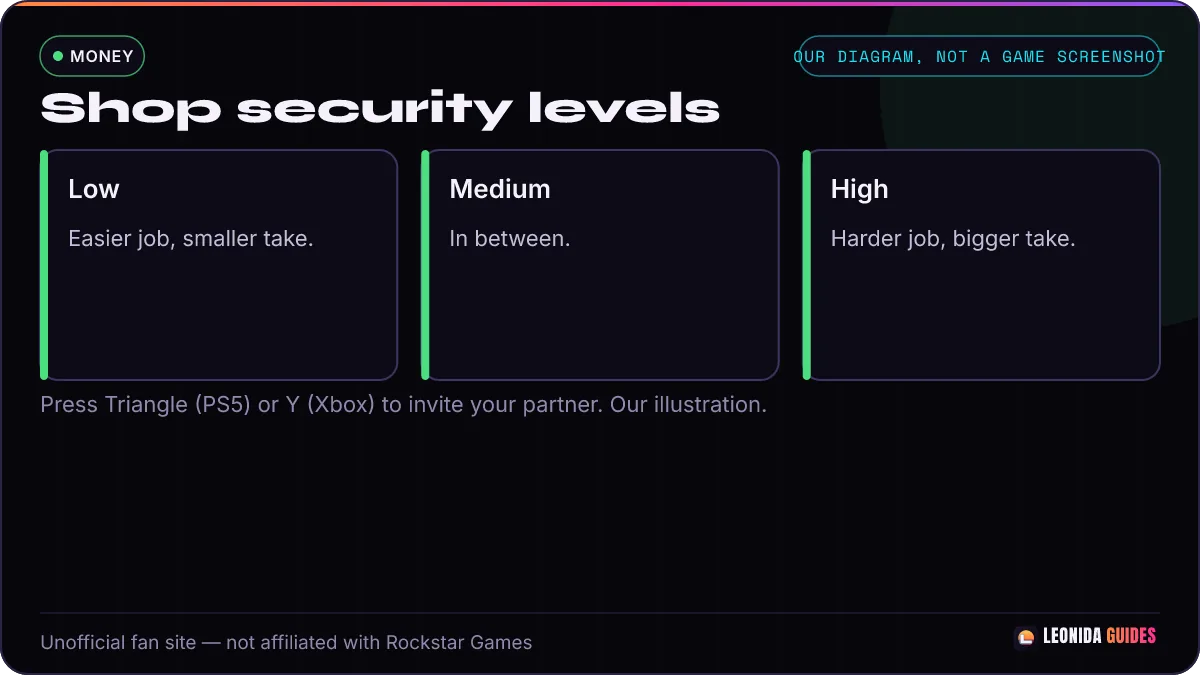 MONEY
OUR DIAGRAM, NOT A GAME SCREENSHOT
Shop security levels
Low
Easier job, smaller take.
Medium
In between.
High
Harder job, bigger take.
Press Triangle (PS5) or Y (Xbox) to invite your partner. Our illustration.
Unofficial fan site — not affiliated with Rockstar Games
LEONIDA GUIDES